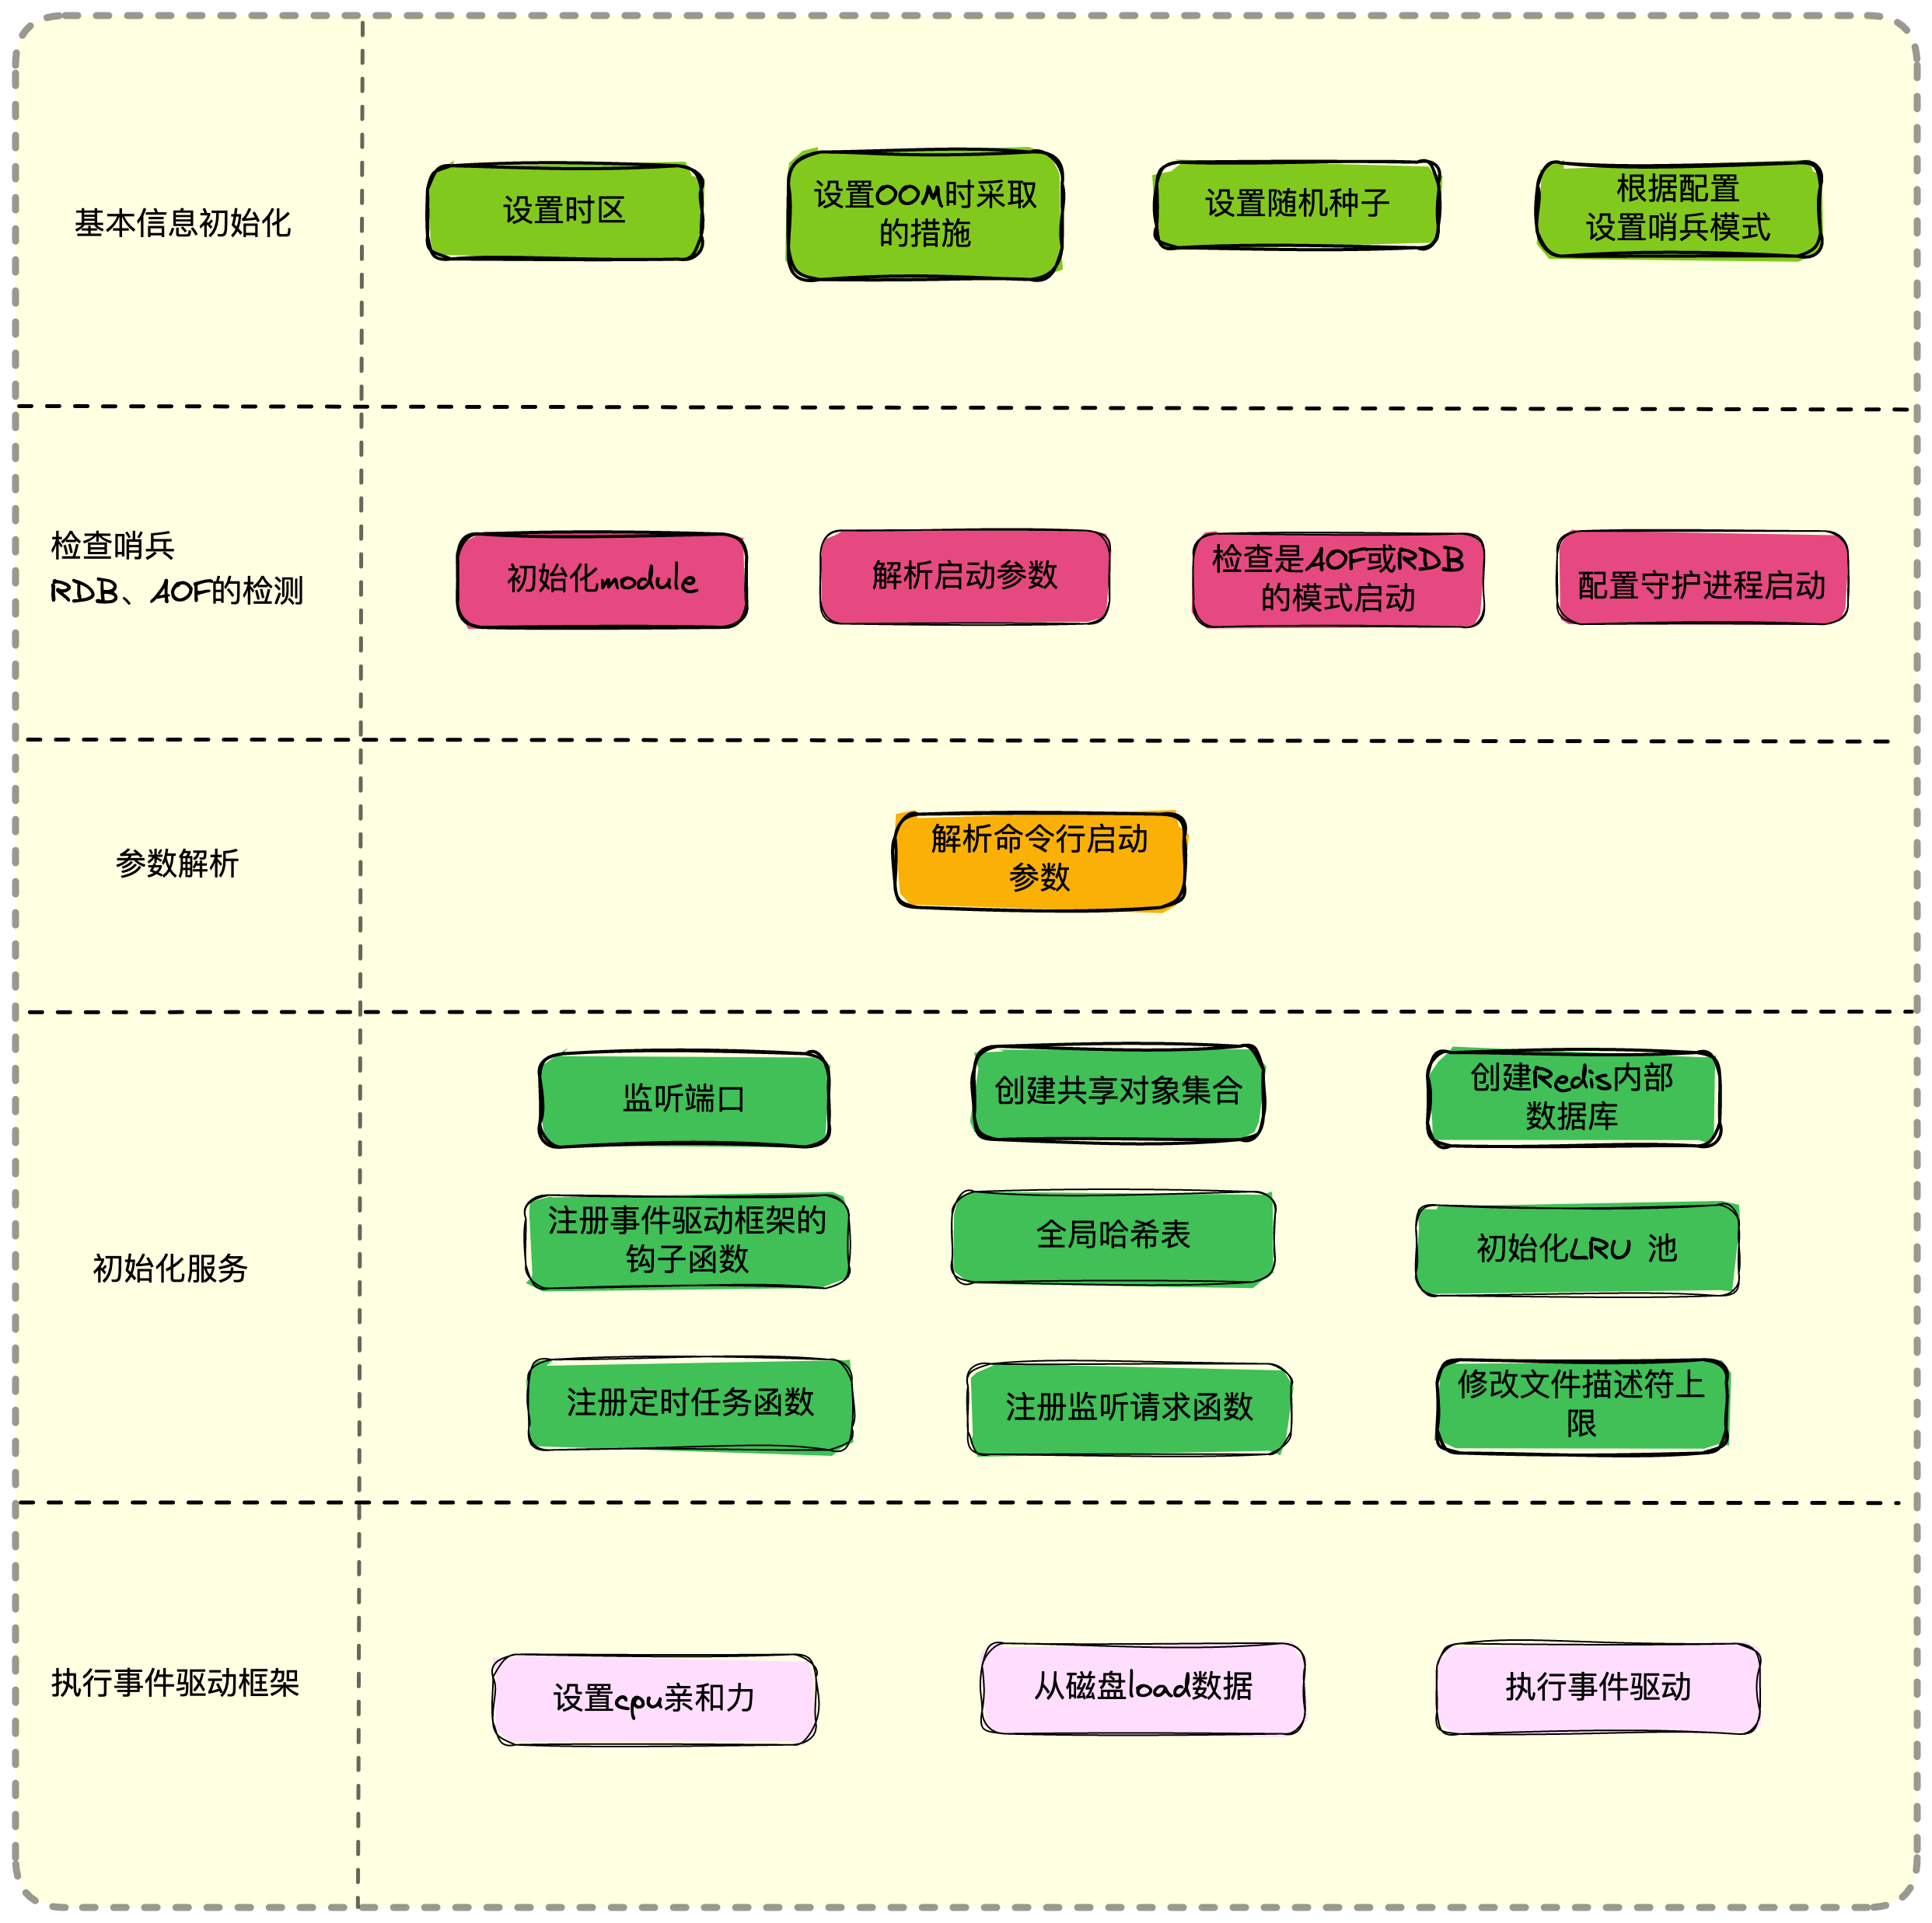 基本信息初始化
设置时区
设置OOM时采取
的措施
设置随机种子
根据配置
设置哨兵模式
检查哨兵
RDB、AOF的检测
初始化module
解析启动参数
检查是AOF或RDB
的模式启动
配置守护进程启动
参数解析
解析命令行启动
参数
初始化服务
监听端口
创建共享对象集合
创建Redis内部
数据库
注册事件驱动框架的
钩子函数
全局哈希表
初始化LRU 池
注册定时任务函数
注册监听请求函数
修改文件描述符上
限
执行事件驱动框架
设置cpu亲和力
从磁盘load数据
执行事件驱动